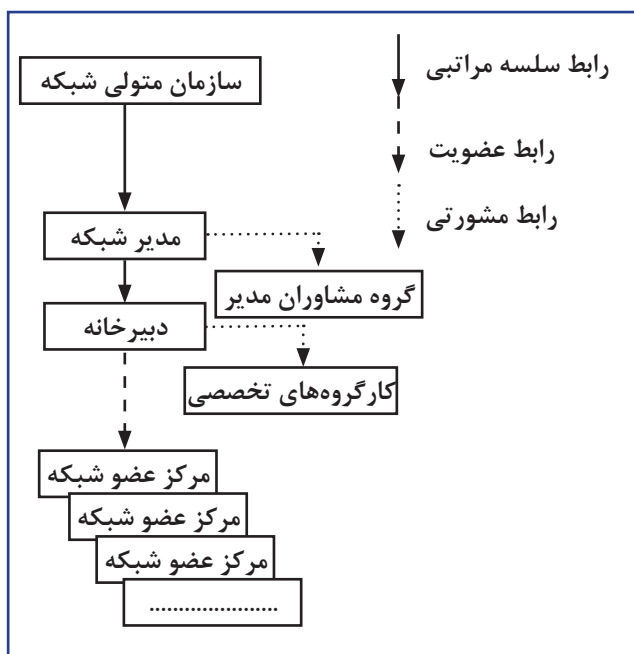 سازمان متولی شبکه
رابط سلسه مراتبی
رابط عضویت
رابط مشورتی
مدیر شبکه
گروه مشاوران مدیر
دبیرخانه
کارگروه‌های تخصصی
مرکز عضو شبکه
مرکز عضو شبکه
مرکز عضو شبکه
......................